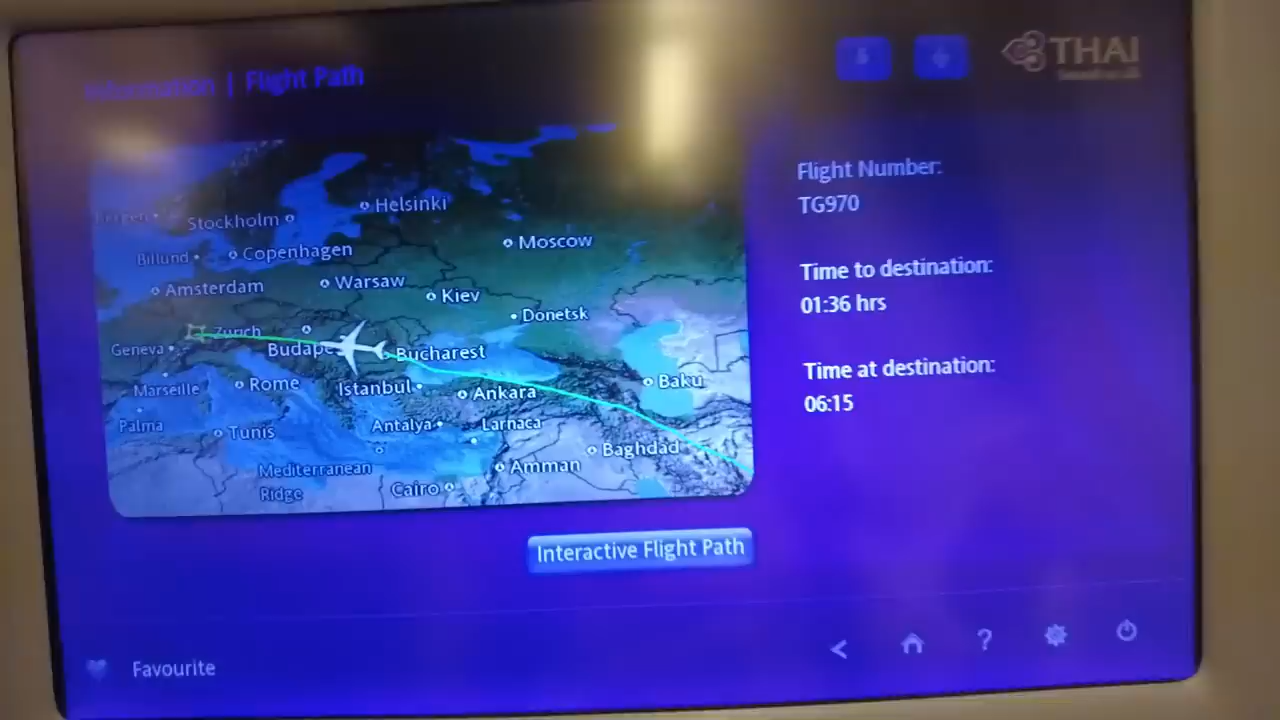 Information | Flight Path
THAI
Flight Number:
TG970
Time to destination:
01:36 hrs
Time at destination:
06:15
Helsinki
Stockholm
Moscow
Billund
Copenhagen
Amsterdam
Warsaw
Kiev
Donetsk
Zurich
Geneva
Budape
Bucharest
Marseille
Rome
Istanbul
Ankara
Baku
Palma
Tunis
Antalya
Larnaca
Baghdad
Mediterranean
Ridge
Amman
Cairo
Interactive Flight Path
Favourite